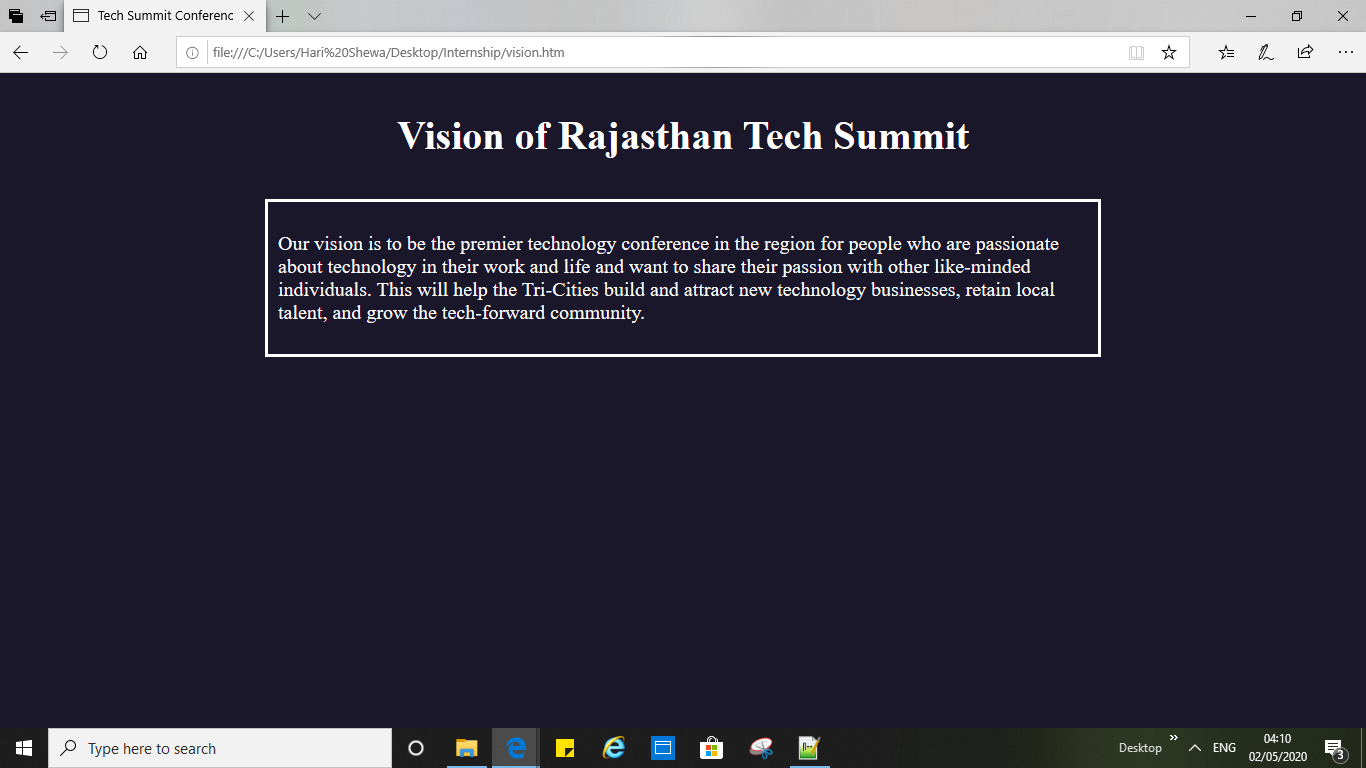 Tech Summit Conferenc
file:///C:/Users/Hari%20Shewa/Desktop/Internship/vision.htm
Vision of Rajasthan Tech Summit
Our vision is to be the premier technology conference in the region for people who are passionate
about technology in their work and life and want to share their passion with other like-minded
individuals. This will help the Tri-Cities build and attract new technology businesses, retain local
talent, and grow the tech-forward community.
Type here to search
Desktop
ENG
04:10
02/05/2020
3